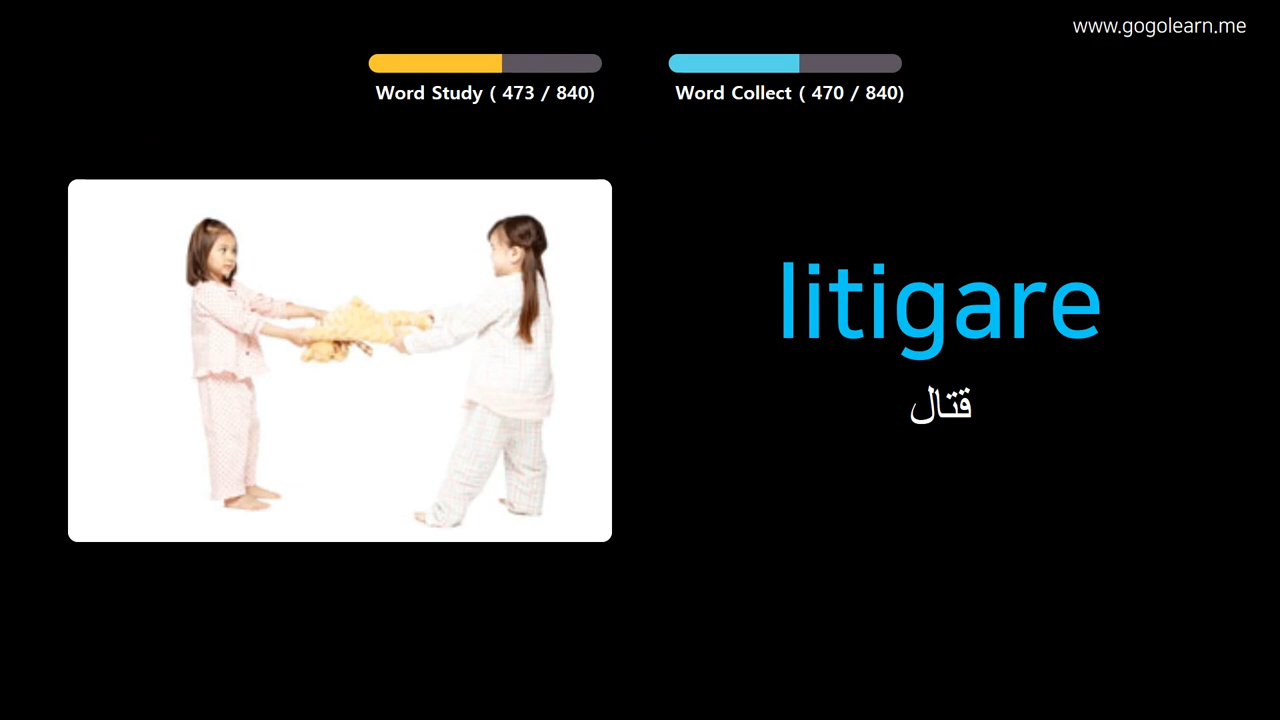 www.gogolearn.me
Word Study ( 473 / 840)
Word Collect ( 470 / 840)
litigare
قتال